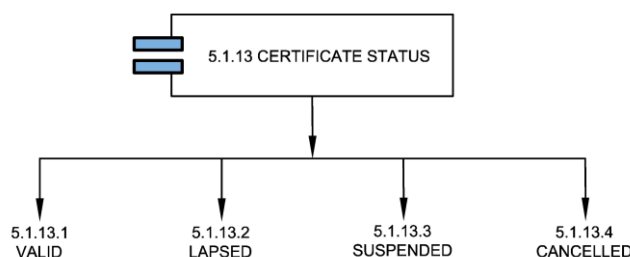 5.1.13 CERTIFICATE STATUS
5.1.13.1
VALID
5.1.13.2
LAPSED
5.1.13.3
SUSPENDED
5.1.13.4
CANCELLED